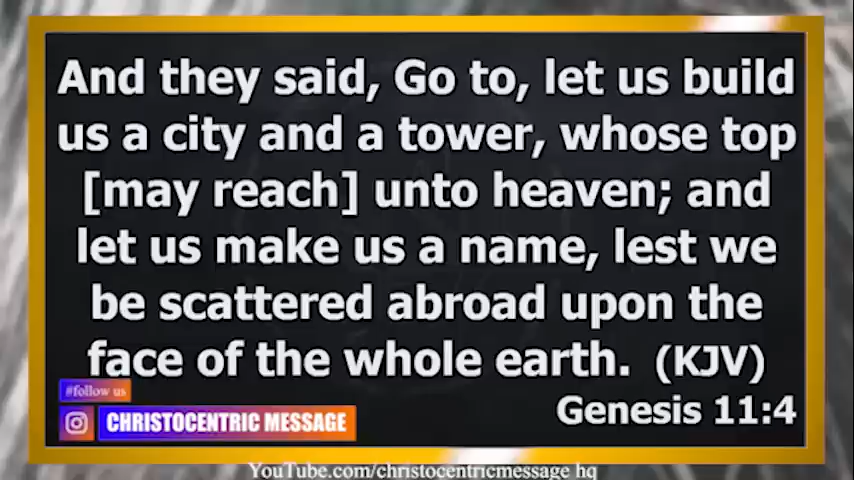 And they said, Go to, let us build
us a city and a tower, whose top
[may reach] unto heaven; and
let us make us a name, lest we
be scattered abroad upon the
face of the whole earth. (KJV)
Genesis 11:4
#follow us
CHRISTOCENTRIC MESSAGE
YouTube.com/christocentricmessage hq